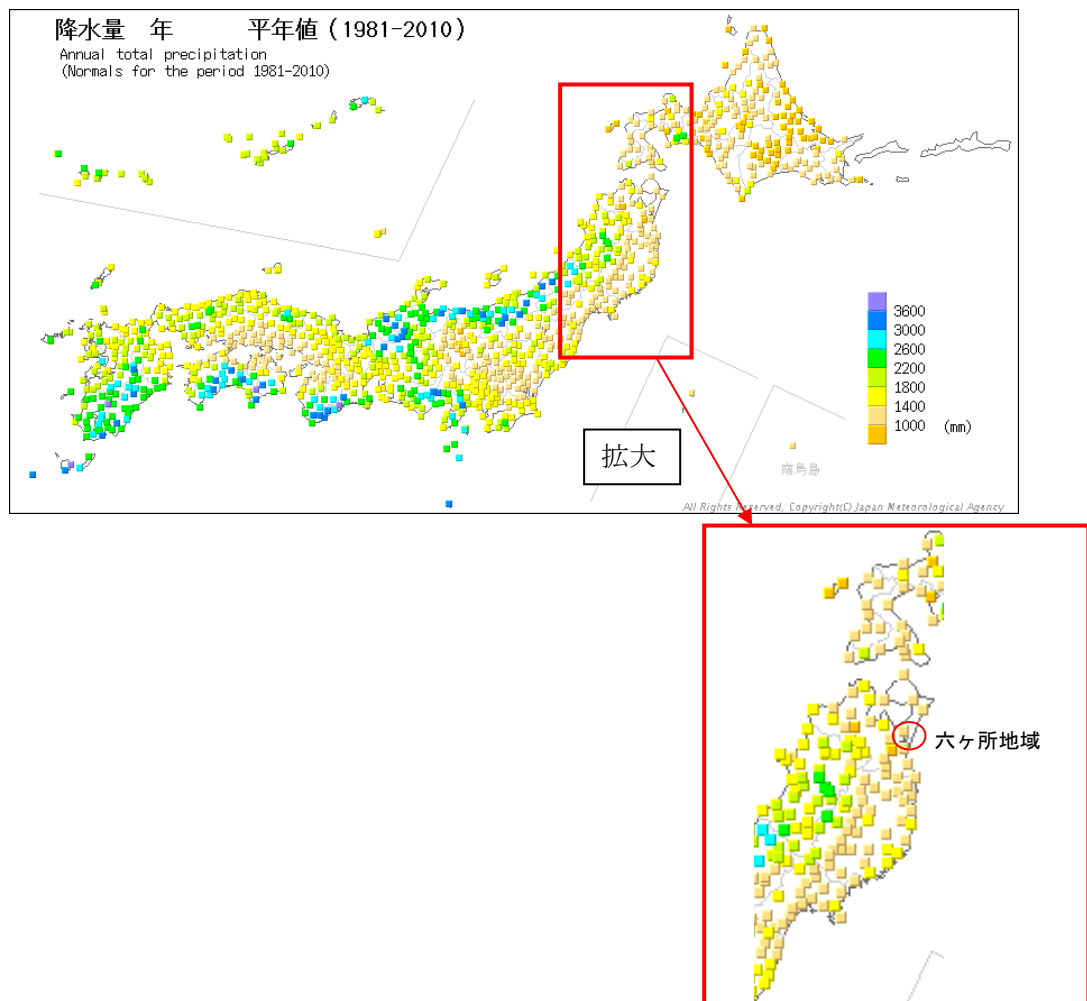 降水量 年 平年値(1981-2010)
Annual total precipitation
(Normals for the period 1981-2010)
3600
3000
2600
2200
1800
1400
1000 (mm)
拡大
南鳥島
All Rights Reserved, Copyright(C) Japan Meteorological Agency
六ヶ所地域